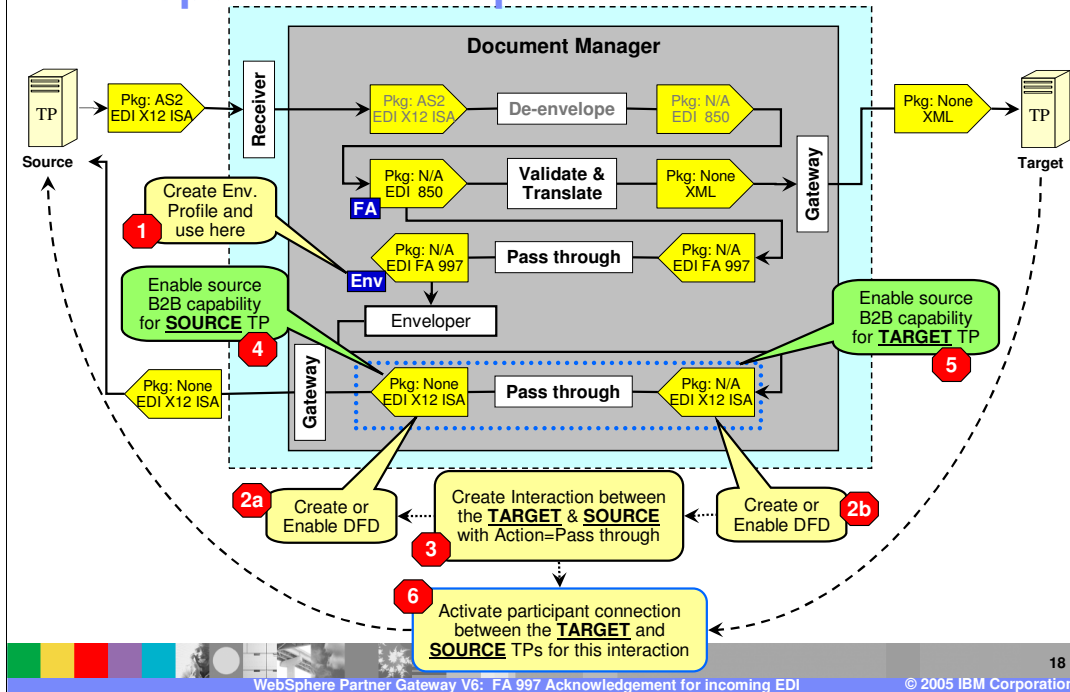 Document Manager
TP
Source
Pkg: AS2
EDI X12 ISA
Receiver
Pkg: AS2
EDI X12 ISA
De-envelope
Pkg: N/A
EDI 850
Pkg: None
XML
TP
Target
Pkg: N/A
EDI 850
FA
Validate &
Translate
Pkg: None
XML
Gateway
Create Env.
Profile and
use here
1
Pkg: N/A
EDI FA 997
Env
Pass through
Pkg: N/A
EDI FA 997
Enable source
B2B capability
for SOURCE TP
4
Enveloper
Enable source
B2B capability
for TARGET TP
5
Pkg: None
EDI X12 ISA
Gateway
Pkg: None
EDI X12 ISA
Pass through
Pkg: N/A
EDI X12 ISA
2a
Create or
Enable DFD
Create Interaction between
the TARGET & SOURCE
with Action=Pass through
3
Create or
Enable DFD
2b
6
Activate participant connection
between the TARGET and
SOURCE TPs for this interaction
18
WebSphere Partner Gateway V6: FA 997 Acknowledgement for incoming EDI
© 2005 IBM Corporation